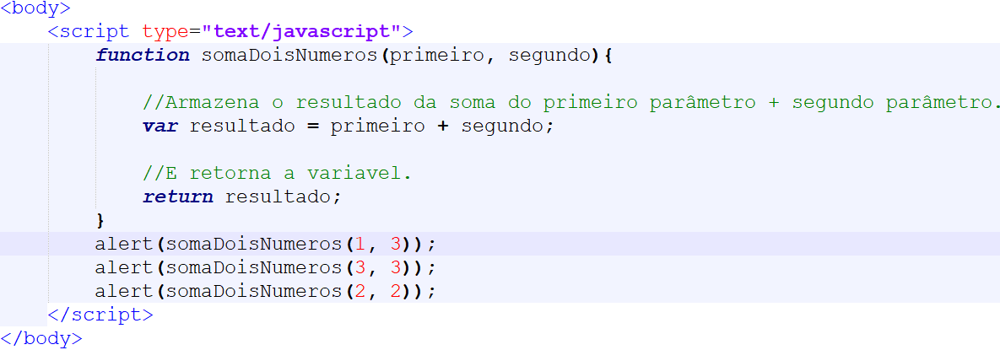 <body>
<script type="text/javascript">
function somaDoisNumeros(primeiro, segundo){
//Armazena o resultado da soma do primeiro parâmetro + segundo parâmetro.
var resultado = primeiro + segundo;
//E retorna a variavel.
return resultado;
}
alert(somaDoisNumeros(1, 3));
alert(somaDoisNumeros(3, 3));
alert(somaDoisNumeros(2, 2));
</script>
</body>